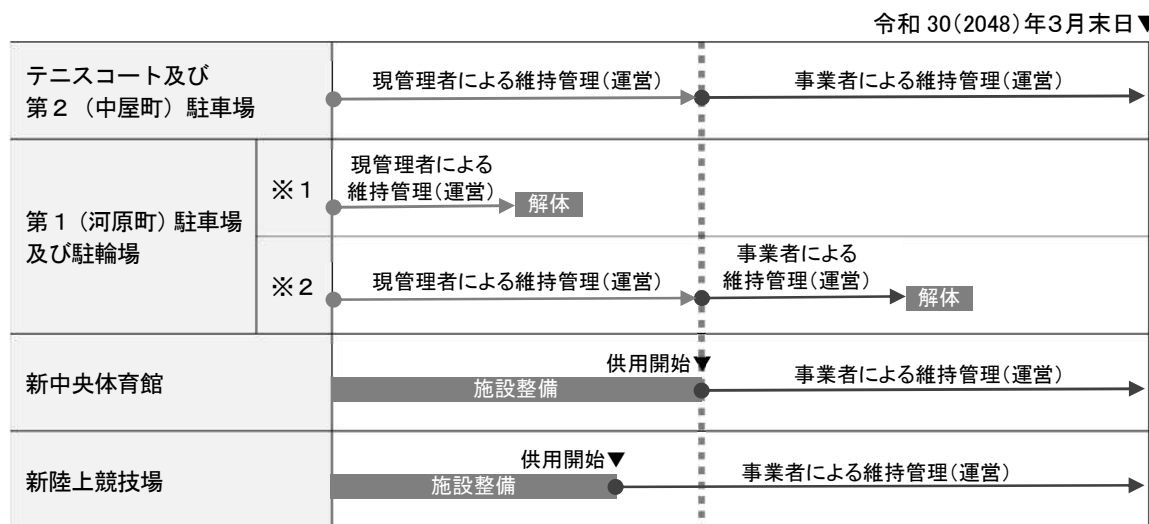 令和 30(2048)年3月末日▼
テニスコート及び
第2（中屋町）駐車場
現管理者による維持管理(運営)
事業者による維持管理(運営)
第1(河原町)駐車場
及び駐輪場
※1
現管理者による
維持管理(運営)
解体
※2
現管理者による維持管理(運営)
事業者による
維持管理(運営)
解体
新中央体育館
施設整備
供用開始▼
事業者による維持管理(運営)
新陸上競技場
施設整備
供用開始▼
事業者による維持管理(運営)